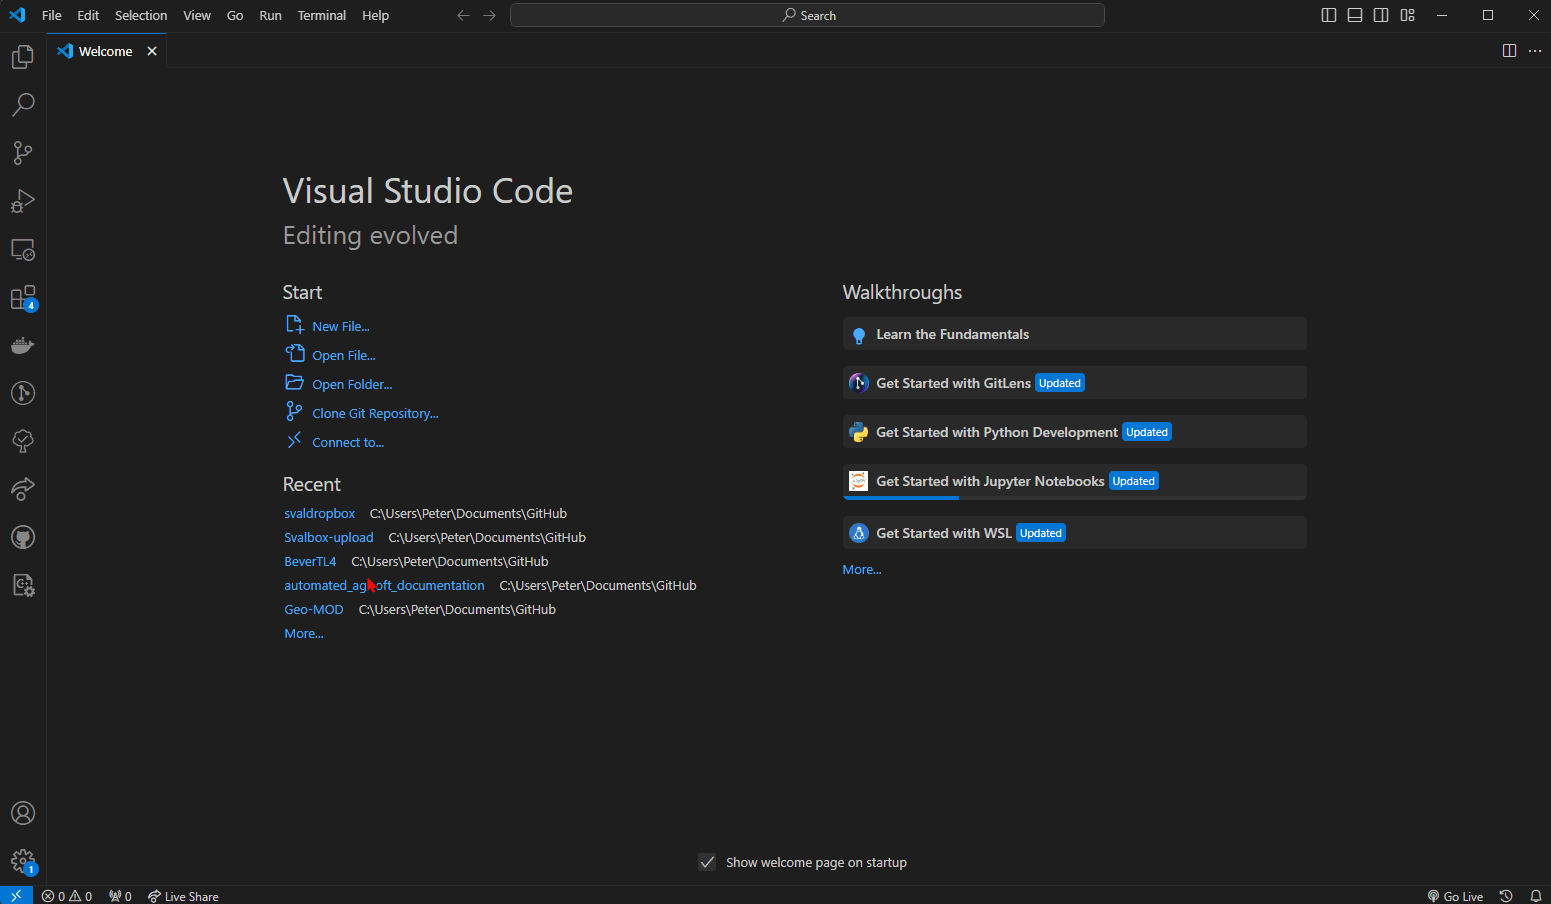 File Edit Selection View Go Run Terminal Help Search
Welcome
Visual Studio Code
Editing evolved
Start
New File...
Open File...
Open Folder...
Clone Git Repository...
Connect to...
Recent
svaldropbox C:\Users\Peter\Documents\GitHub
Svalbox-upload C:\Users\Peter\Documents\GitHub
BeverTL4 C:\Users\Peter\Documents\GitHub
automated_agisoft_documentation C:\Users\Peter\Documents\GitHub
Geo-MOD C:\Users\Peter\Documents\GitHub
More...
Walkthroughs
Learn the Fundamentals
Get Started with GitLens Updated
Get Started with Python Development Updated
Get Started with Jupyter Notebooks Updated
Get Started with WSL Updated
More...
4
1
Show welcome page on startup
0 0 0 Live Share Go Live